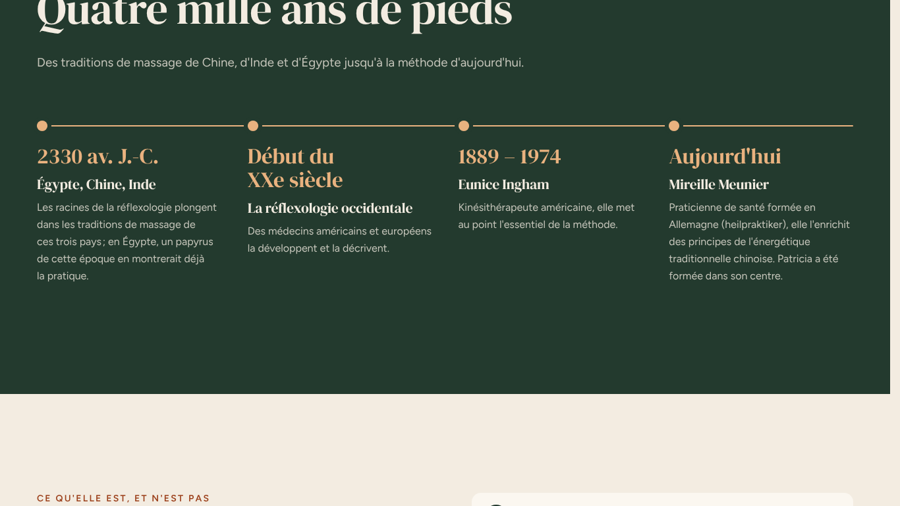 Quatre mille ans de pieds
Des traditions de massage de Chine, d'Inde et d'Égypte jusqu'à la méthode d'aujourd'hui.
2330 av. J.-C.
Égypte, Chine, Inde
Les racines de la réflexologie plongent
dans les traditions de massage de
ces trois pays ; en Égypte, un papyrus
de cette époque en montrerait déjà
la pratique.
Début du
XXe siècle
La réflexologie occidentale
Des médecins américains et européens
la développent et la décrivent.
1889 – 1974
Eunice Ingham
Kinésithérapeute américaine, elle met
au point l'essentiel de la méthode.
Aujourd'hui
Mireille Meunier
Praticienne de santé formée en
Allemagne (heilpraktiker), elle l'enrichit
des principes de l'énergétique
traditionnelle chinoise. Patricia a été
formée dans son centre.
CE QU'ELLE EST, ET N'EST PAS